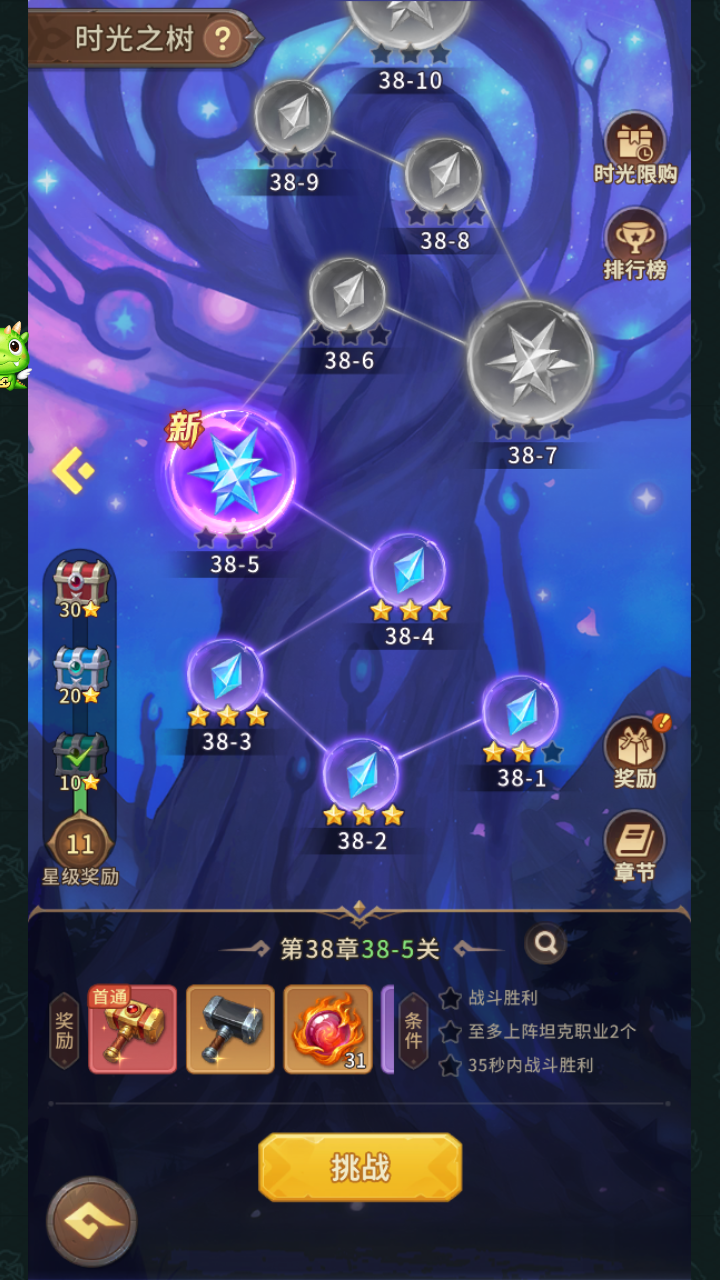 时光之树 ?
38-10
38-9
时光限购
38-8
排行榜
38-6
38-7
新
38-5
38-4
30
20
38-3
38-1
10
奖励
38-2
11
星级奖励
章节
第38章38-5关
奖励
首通
31
条件
战斗胜利
至多上阵坦克职业2个
35秒内战斗胜利
挑战